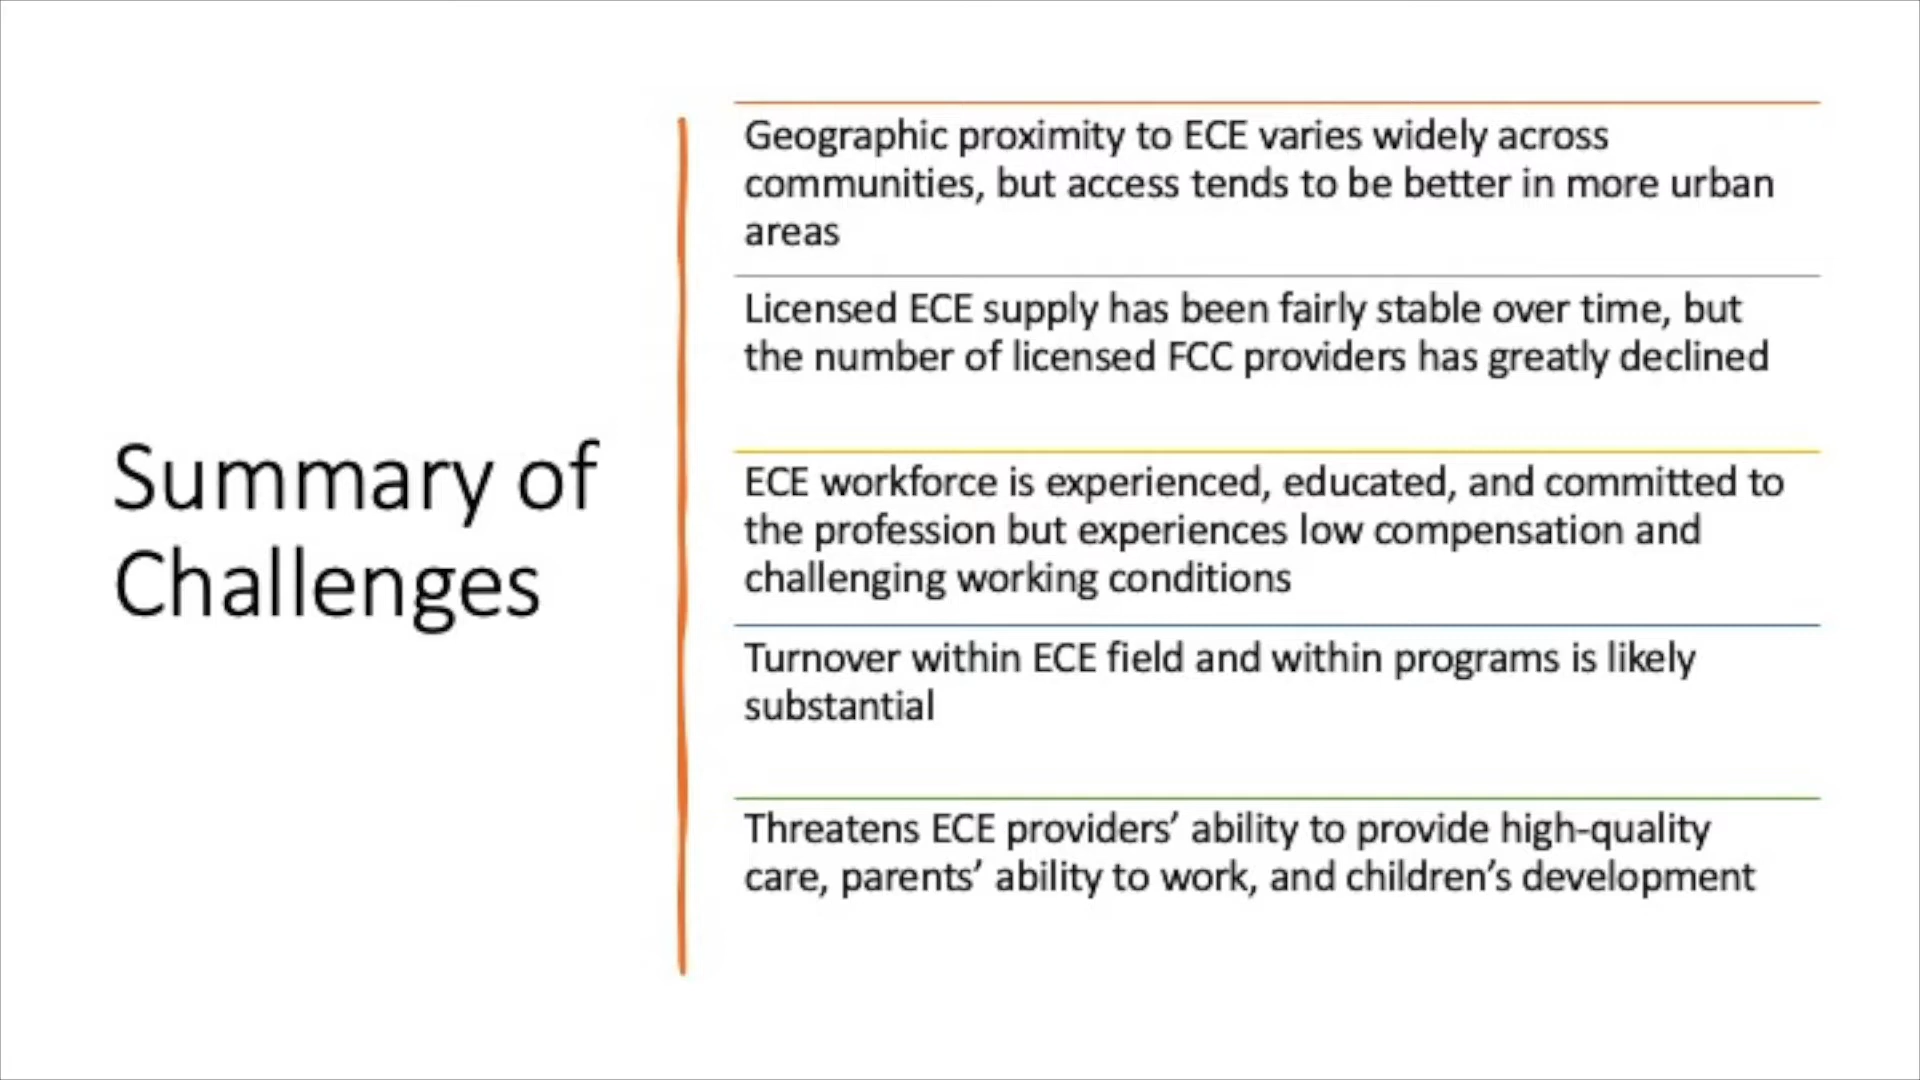 Summary of
Challenges
Geographic proximity to ECE varies widely across
communities, but access tends to be better in more urban
areas
Licensed ECE supply has been fairly stable over time, but
the number of licensed FCC providers has greatly declined
ECE workforce is experienced, educated, and committed to
the profession but experiences low compensation and
challenging working conditions
Turnover within ECE field and within programs is likely
substantial
Threatens ECE providers’ ability to provide high-quality
care, parents’ ability to work, and children’s development